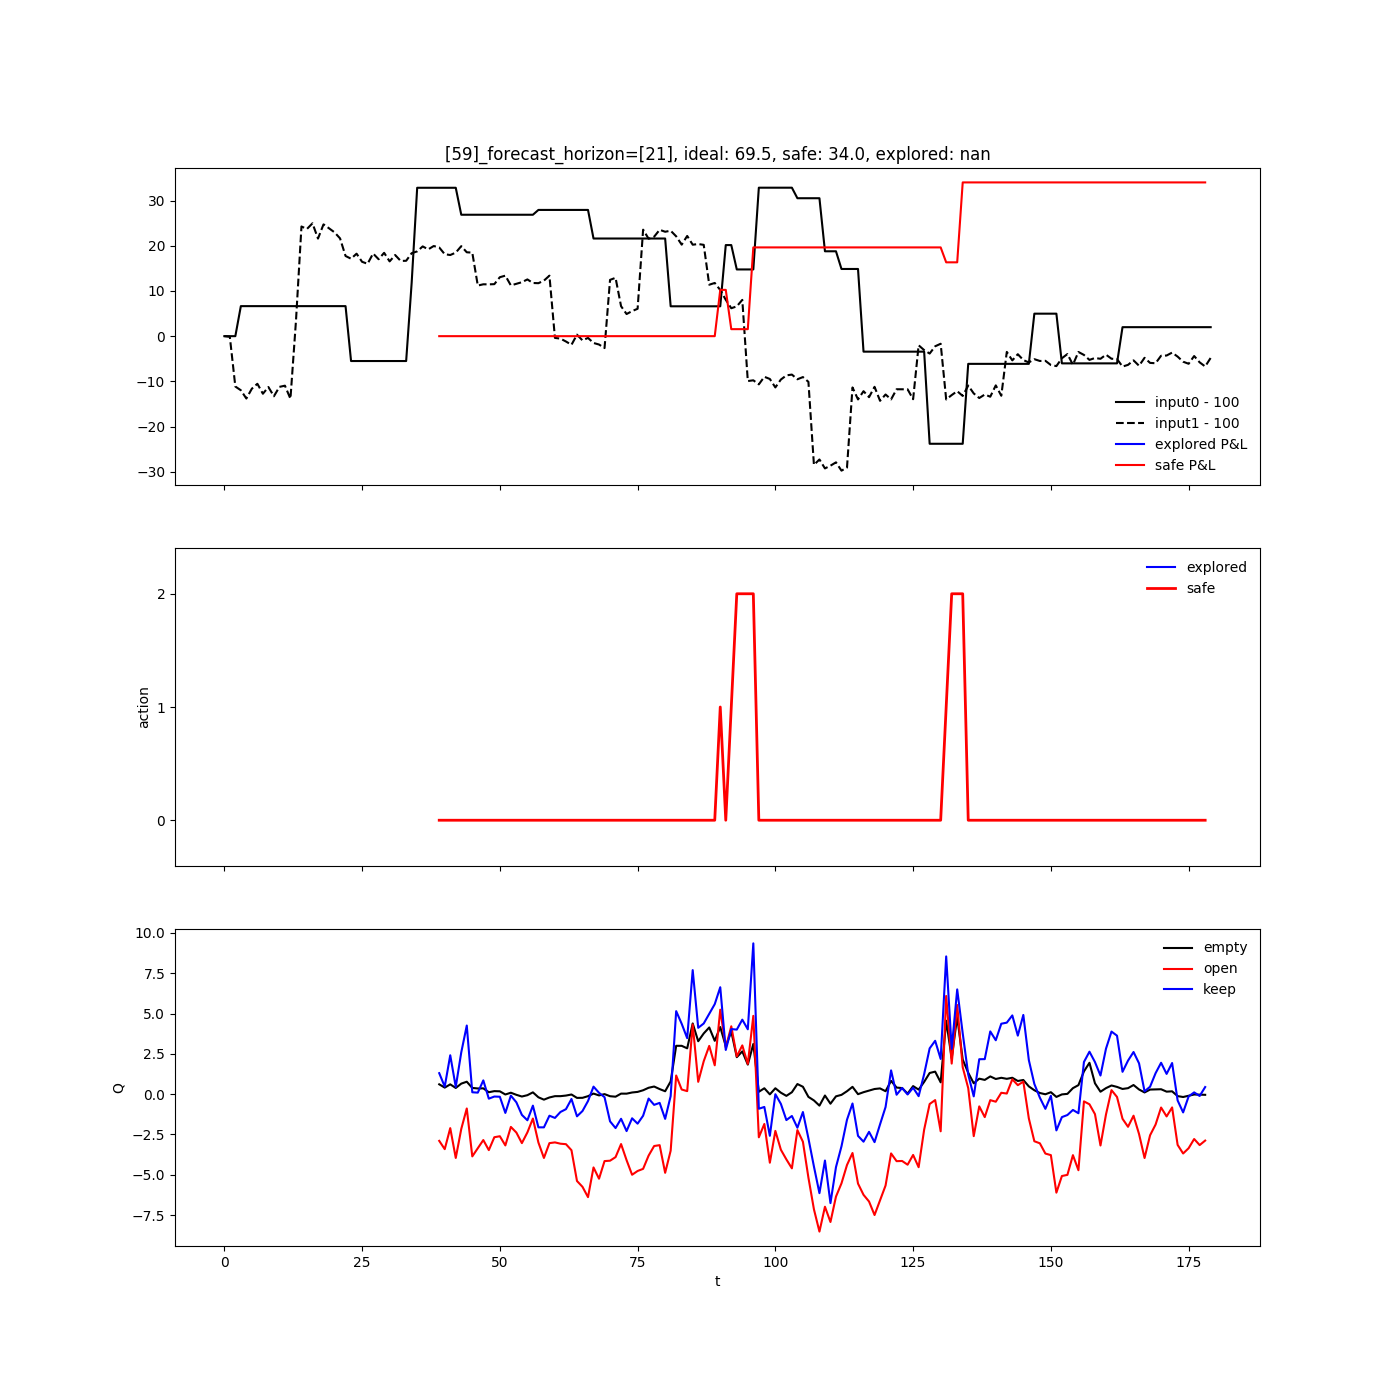 [59]_forecast_horizon=[21], ideal: 69.5, safe: 34.0, explored: nan
30
20
10
0
−10
−20
−30
input0 - 100
input1 - 100
explored P&L
safe P&L
2
1
0
action
explored
safe
10.0
7.5
5.0
2.5
0.0
−2.5
−5.0
−7.5
Q
empty
open
keep
0 25 50 75 100 125 150 175
t